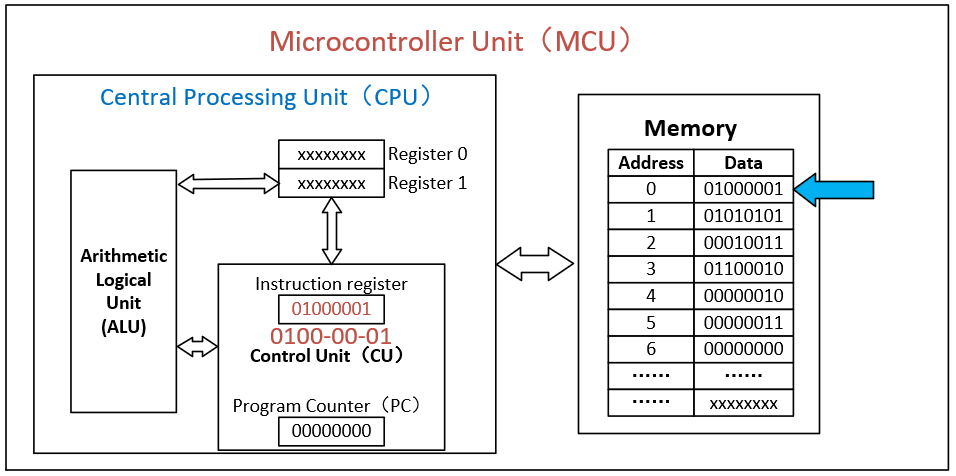 Microcontroller Unit（MCU）
Central Processing Unit（CPU）
xxxxxxxx Register 0
xxxxxxxx Register 1
Arithmetic
Logical
Unit
(ALU)
Instruction register
01000001
0100-00-01
Control Unit（CU）
Program Counter（PC）
00000000
Memory
Address Data
0 01000001
1 01010101
2 00010011
3 01100010
4 00000010
5 00000011
6 00000000
…… ……
…… xxxxxxxx